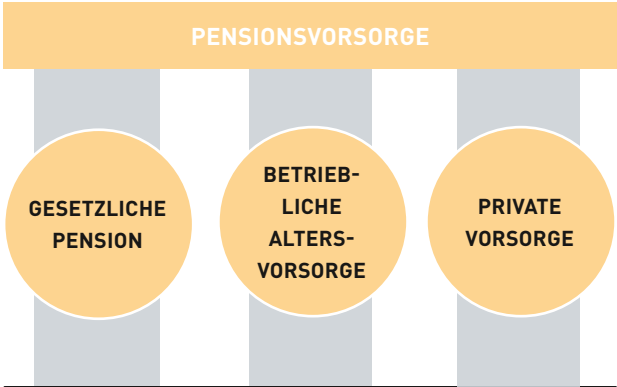 PENSIONSVORSORGE
GESETZLICHE
PENSION
BETRIEB-
LICHE
ALTERS-
VORSORGE
PRIVATE
VORSORGE